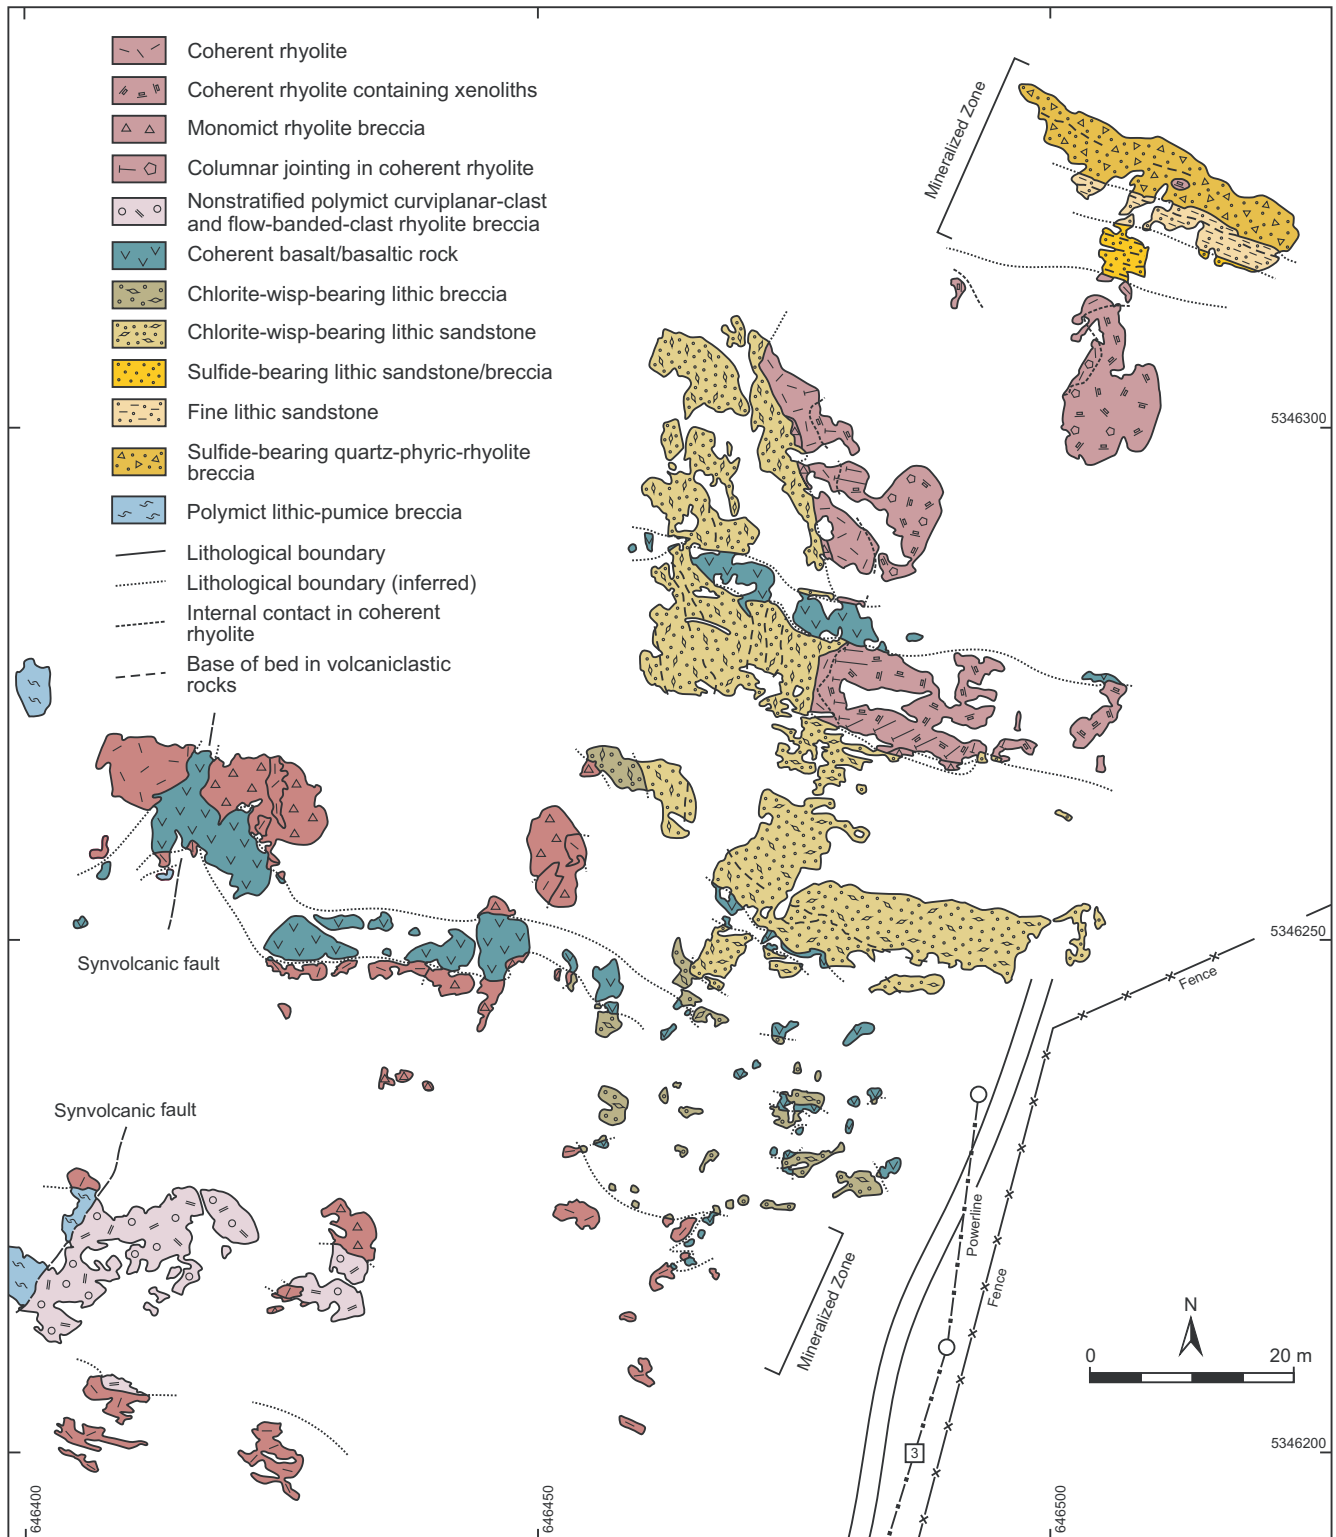 Coherent rhyolite
Coherent rhyolite containing xenoliths
Monomict rhyolite breccia
Columnar jointing in coherent rhyolite
Nonstratified polymict curviplanar-clast
and flow-banded-clast rhyolite breccia
Coherent basalt/basaltic rock
Chlorite-wisp-bearing lithic breccia
Chlorite-wisp-bearing lithic sandstone
Sulfide-bearing lithic sandstone/breccia
Fine lithic sandstone
Sulfide-bearing quartz-phyric-rhyolite
breccia
Polymict lithic-pumice breccia
Lithological boundary
Lithological boundary (inferred)
Internal contact in coherent
rhyolite
Base of bed in volcaniclastic
rocks
Mineralized Zone
5346300
Synvolcanic fault
5346250
Fence
Synvolcanic fault
Powerline
Fence
Mineralized Zone
N
0 20 m
3
5346200
646400
646450
646500